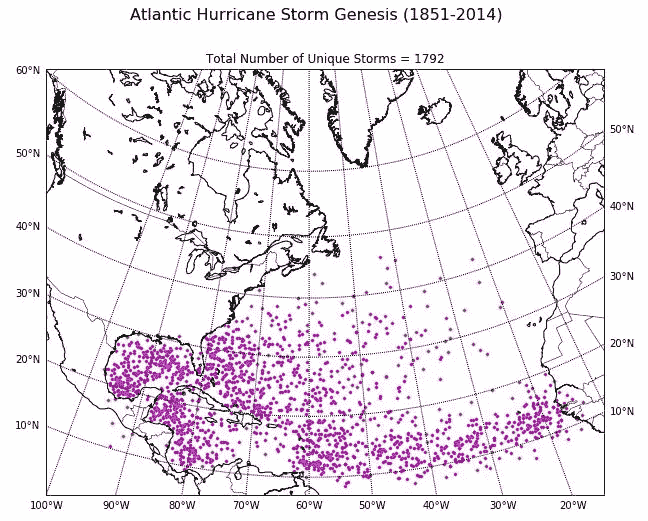 Atlantic Hurricane Storm Genesis (1851-2014)
Total Number of Unique Storms = 1792
60°N
50°N
50°N
40°N
40°N
30°N
30°N
20°N
20°N
10°N
10°N
100°W 90°W 80°W 70°W 60°W 50°W 40°W 30°W 20°W